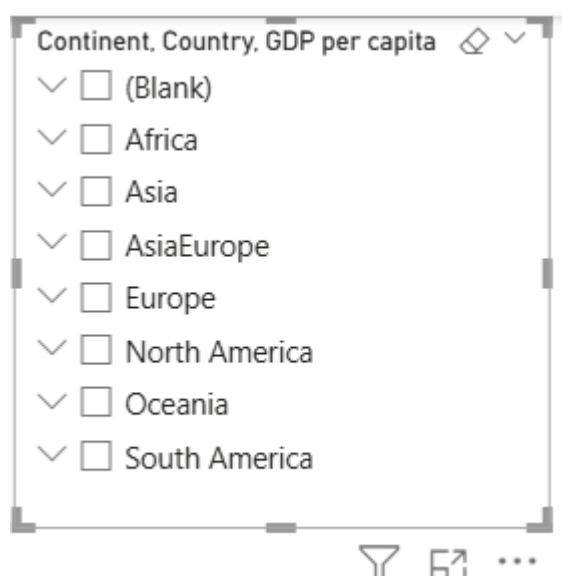 Continent, Country, GDP per capita
(Blank)
Africa
Asia
AsiaEurope
Europe
North America
Oceania
South America